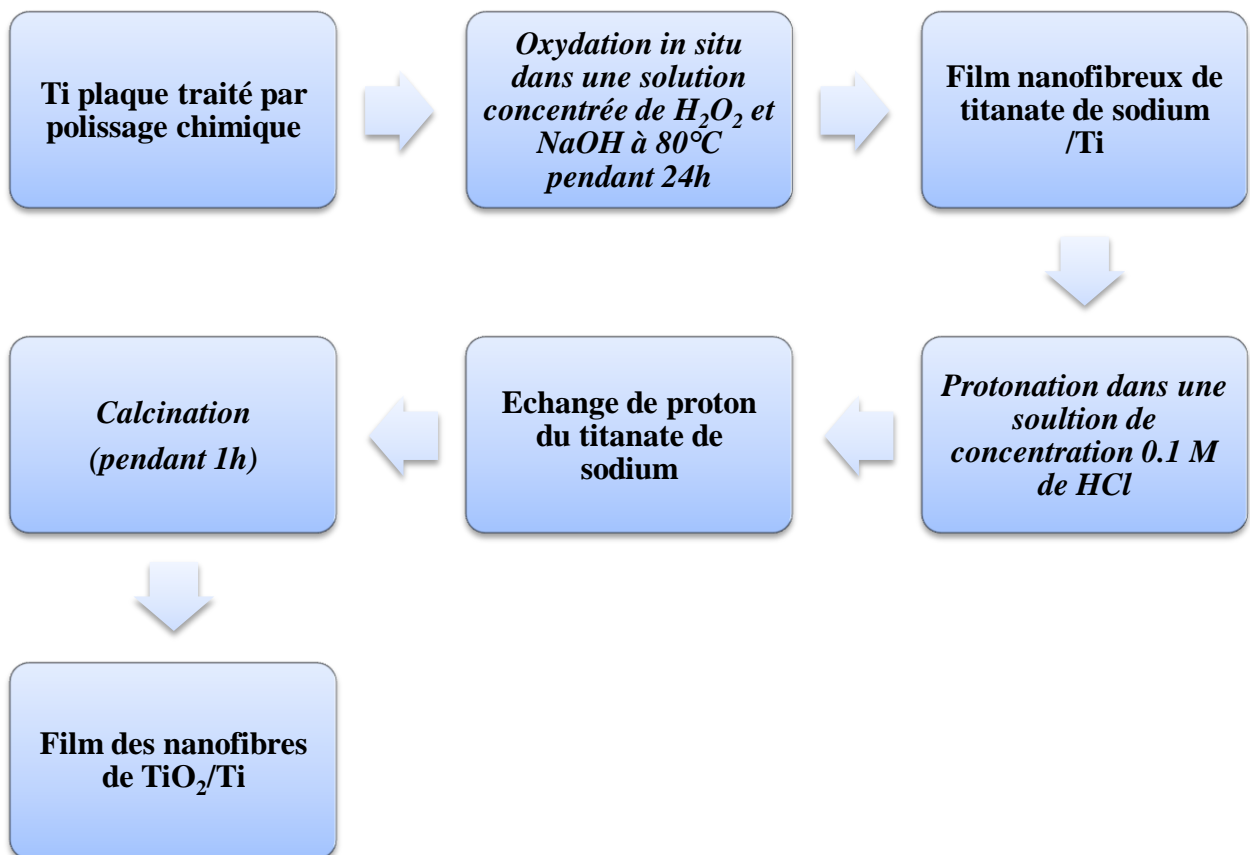 Ti plaque traité par
polissage chimique
Oxydation in situ
dans une solution
concentrée de H₂O₂ et
NaOH à 80°C
pendant 24h
Film nanofibreux de
titanate de sodium
/Ti
Protonation dans une
soultion de
concentration 0.1 M
de HCl
Echange de proton
du titanate de
sodium
Calcination
(pendant 1h)
Film des nanofibres
de TiO₂/Ti